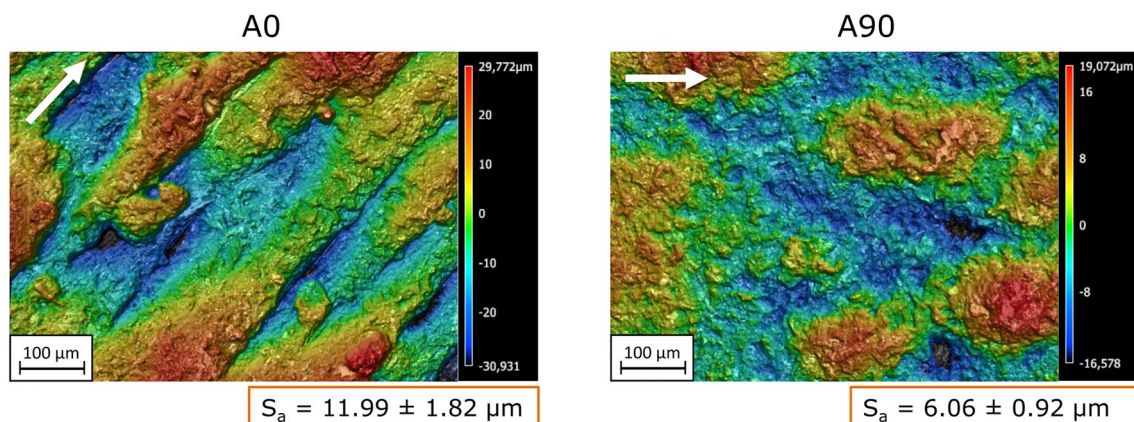 A0
A90
29,772µm
20
10
0
-10
-20
-30,931
100 µm
Sa = 11.99 ± 1.82 µm
19,072µm
16
8
0
-8
-16,578
100 µm
Sa = 6.06 ± 0.92 µm